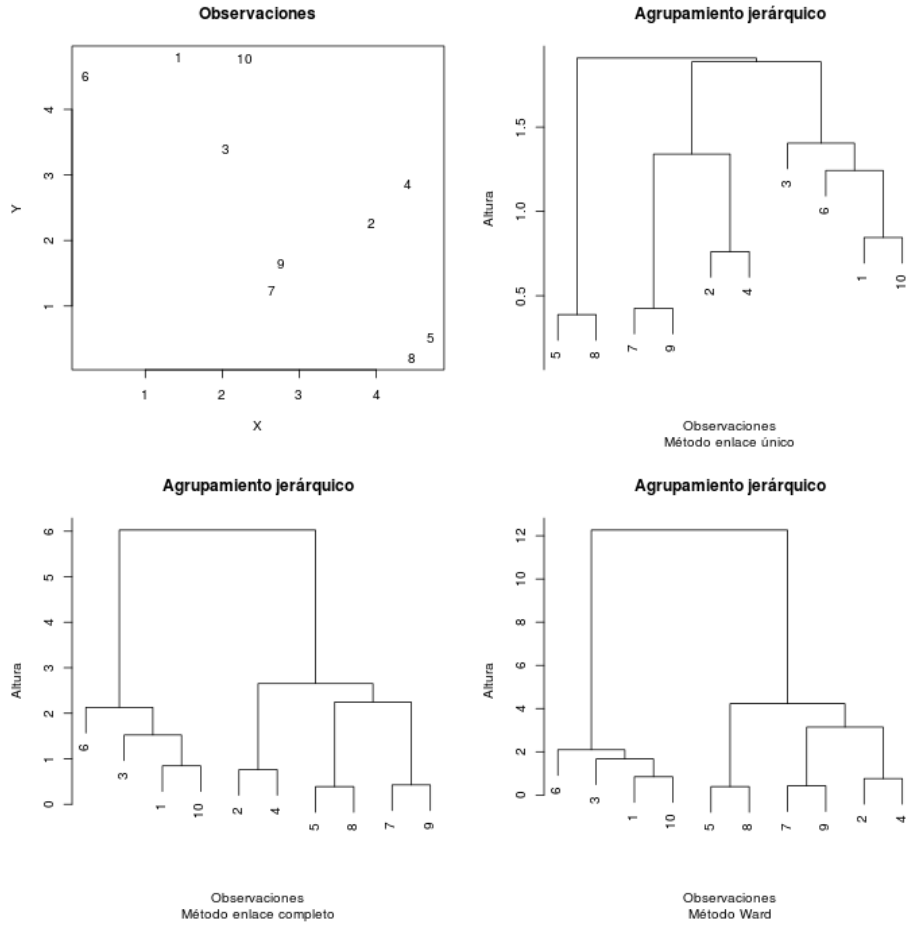 Observaciones
1
10
6
3
4
2
9
7
5
8
Y
4
3
2
1
1 2 3 4
X
Agrupamiento jerárquico
Altura
1.5
1.0
0.5
5 8 7 9 2 4 3 6 1 10
Observaciones
Método enlace único
Agrupamiento jerárquico
Altura
6
5
4
3
2
1
0
6 3 1 10 2 4 5 8 7 9
Observaciones
Método enlace completo
Agrupamiento jerárquico
Altura
12
10
8
6
4
2
0
6 3 1 10 5 8 7 9 2 4
Observaciones
Método Ward